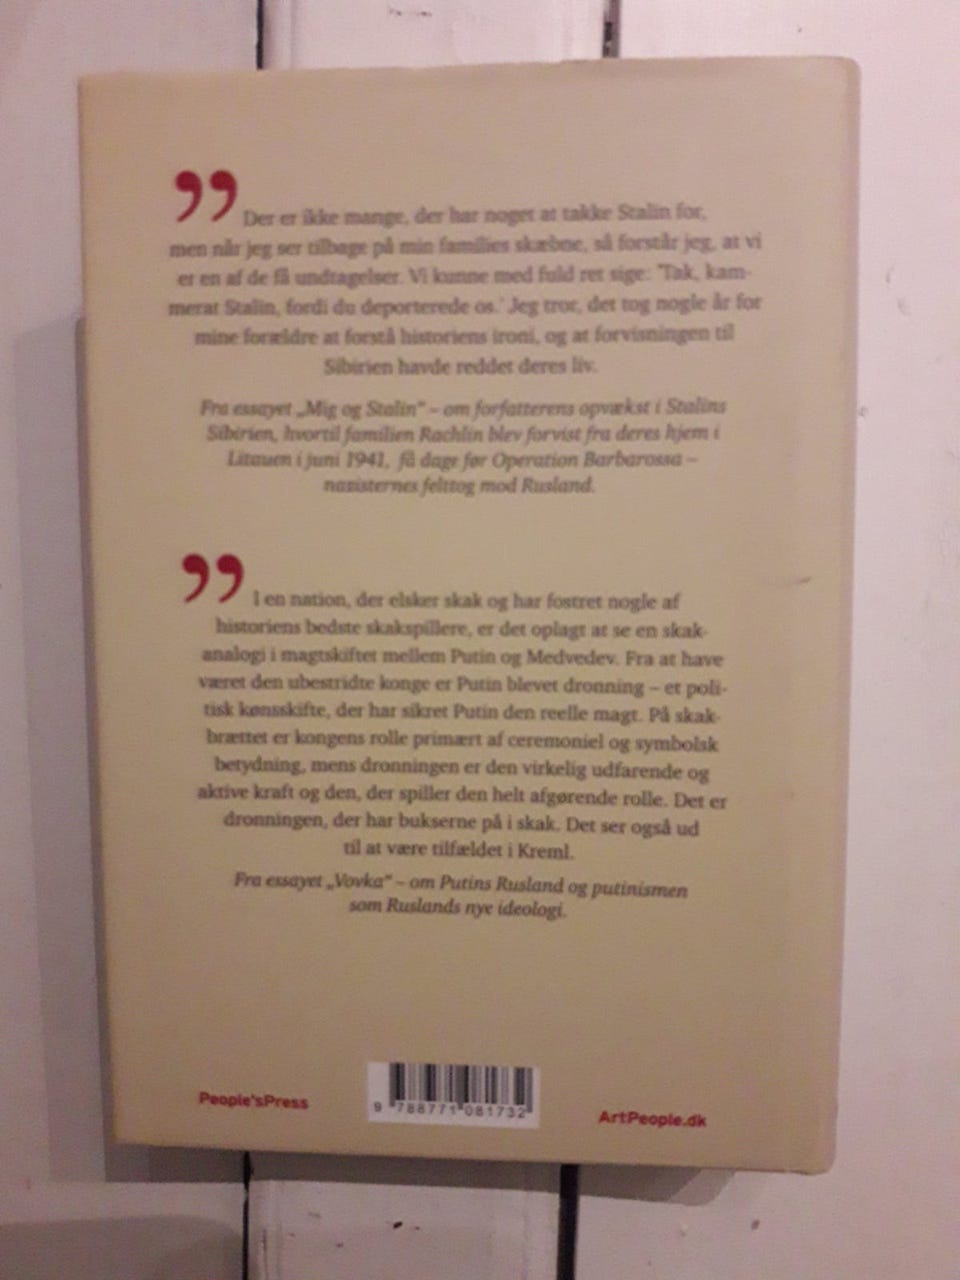 ” Der er ikke mange, der har noget at takke Stalin for,
men når jeg ser tilbage på min families skæbne, så forstår jeg, at vi
er en af de få undtagelser. Vi kunne med fuld ret sige: 'Tak, kam-
merat Stalin, fordi du deporterede os.' Jeg tror, det tog nogle år for
mine forældre at forstå historiens ironi, og at forvisningen til
Sibirien havde reddet deres liv.
Fra essayet „Mig og Stalin“ – om forfatterens opvækst i Stalins
Sibirien, hvortil familien Rachlin blev forvist fra deres hjem i
Litauen i juni 1941, få dage før Operation Barbarossa –
nazisternes felttog mod Rusland.
” I en nation, der elsker skak og har fostret nogle af
historiens bedste skakspillere, er det oplagt at se en skak-
analogi i magtskiftet mellem Putin og Medvedev. Fra at have
været den ubestridte konge er Putin blevet dronning – et poli-
tisk kønsskifte, der har sikret Putin den reelle magt. På skak-
brættet er kongens rolle primært af ceremoniel og symbolsk
betydning, mens dronningen er den virkelig udfarende og
aktive kraft og den, der spiller den helt afgørende rolle. Det er
dronningen, der har bukserne på i skak. Det ser også ud
til at være tilfældet i Kreml.
Fra essayet „Vovka“ – om Putins Rusland og putinismen
som Ruslands nye ideologi.
People'sPress
9 788771 081732
ArtPeople.dk